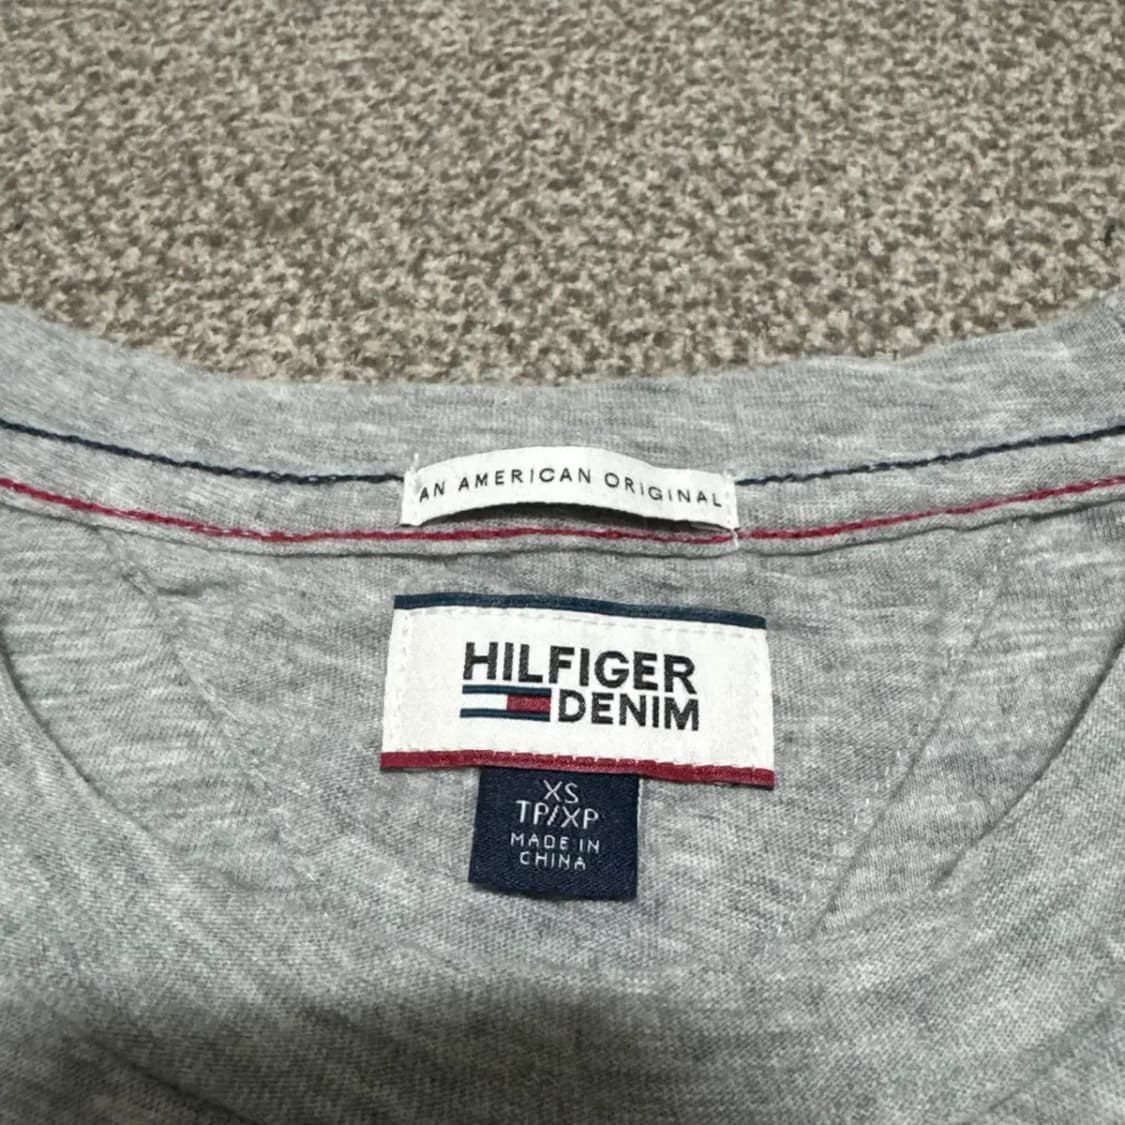 AN AMERICAN ORIGINAL
HILFIGER
DENIM
XS
TP/XP
MADE IN
CHINA